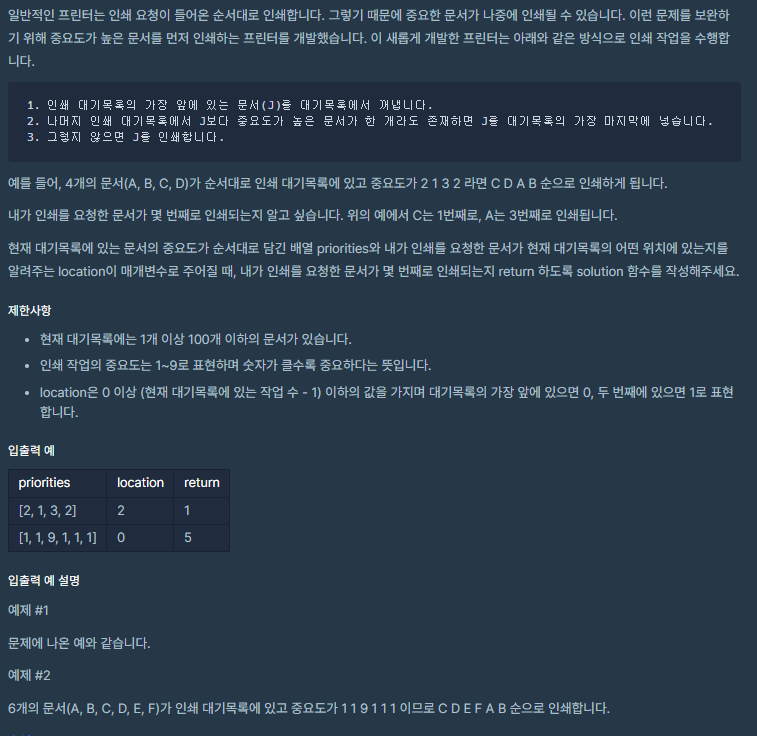 일반적인 프린터는 인쇄 요청이 들어온 순서대로 인쇄합니다. 그렇기 때문에 중요한 문서가 나중에 인쇄될 수 있습니다. 이런 문제를 보완하
기 위해 중요도가 높은 문서를 먼저 인쇄하는 프린터를 개발했습니다. 이 새롭게 개발한 프린터는 아래와 같은 방식으로 인쇄 작업을 수행합
니다.
1. 인쇄 대기목록의 가장 앞에 있는 문서(J)를 대기목록에서 꺼냅니다.
2. 나머지 인쇄 대기목록에서 J보다 중요도가 높은 문서가 한 개라도 존재하면 J를 대기목록의 가장 마지막에 넣습니다.
3. 그렇지 않으면 J를 인쇄합니다.
예를 들어, 4개의 문서(A, B, C, D)가 순서대로 인쇄 대기목록에 있고 중요도가 2 1 3 2 라면 C D A B 순으로 인쇄하게 됩니다.
내가 인쇄를 요청한 문서가 몇 번째로 인쇄되는지 알고 싶습니다. 위의 예에서 C는 1번째로, A는 3번째로 인쇄됩니다.
현재 대기목록에 있는 문서의 중요도가 순서대로 담긴 배열 priorities와 내가 인쇄를 요청한 문서가 현재 대기목록의 어떤 위치에 있는지를
알려주는 location이 매개변수로 주어질 때, 내가 인쇄를 요청한 문서가 몇 번째로 인쇄되는지 return 하도록 solution 함수를 작성해주세요.
제한사항
• 현재 대기목록에는 1개 이상 100개 이하의 문서가 있습니다.
• 인쇄 작업의 중요도는 1~9로 표현하며 숫자가 클수록 중요하다는 뜻입니다.
• location은 0 이상 (현재 대기목록에 있는 작업 수 - 1) 이하의 값을 가지며 대기목록의 가장 앞에 있으면 0, 두 번째에 있으면 1로 표현
합니다.
입출력 예
priorities location return
[2, 1, 3, 2] 2 1
[1, 1, 9, 1, 1, 1] 0 5
입출력 예 설명
예제 #1
문제에 나온 예와 같습니다.
예제 #2
6개의 문서(A, B, C, D, E, F)가 인쇄 대기목록에 있고 중요도가 1 1 9 1 1 1 이므로 C D E F A B 순으로 인쇄합니다.